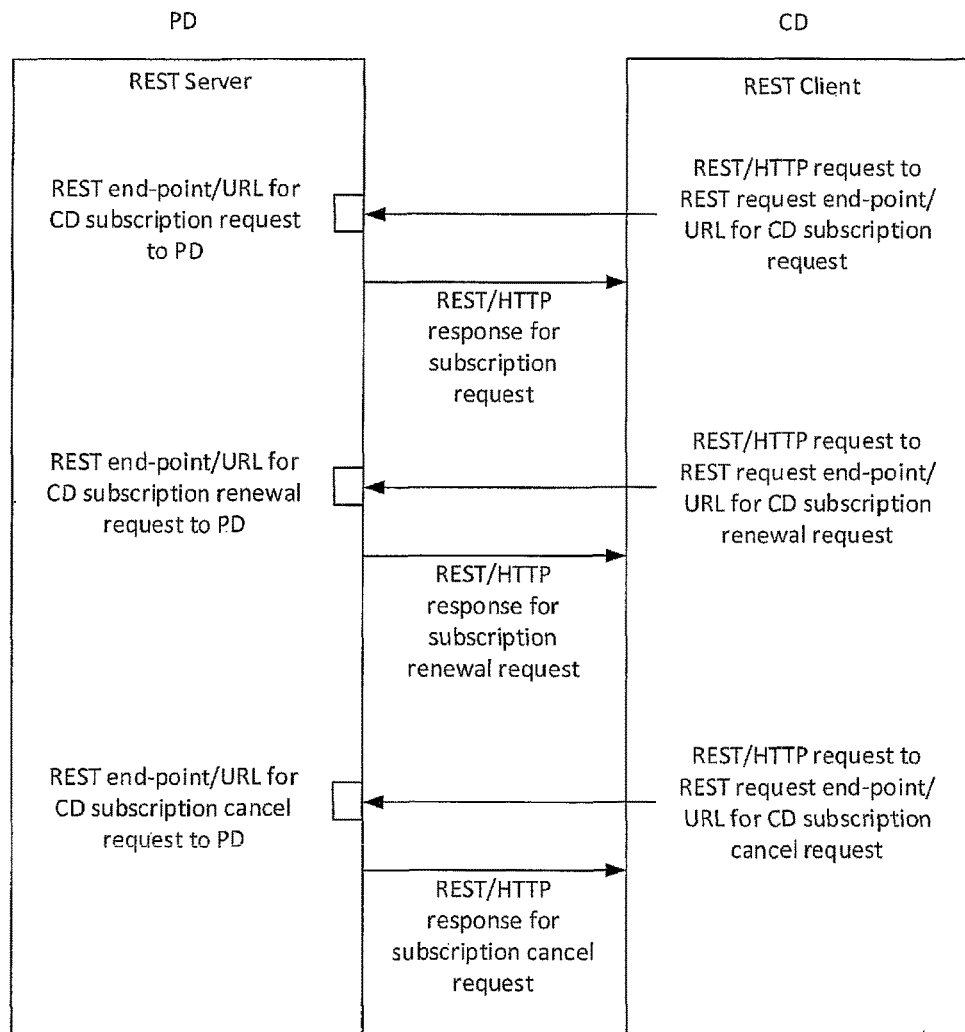 PD
CD
REST Server
REST Client
REST end-point/URL for
CD subscription request
to PD
REST/HTTP request to
REST request end-point/
URL for CD subscription
request
REST/HTTP
response for
subscription
request
REST end-point/URL for
CD subscription renewal
request to PD
REST/HTTP request to
REST request end-point/
URL for CD subscription
renewal request
REST/HTTP
response for
subscription
renewal request
REST end-point/URL for
CD subscription cancel
request to PD
REST/HTTP request to
REST request end-point/
URL for CD subscription
cancel request
REST/HTTP
response for
subscription cancel
request